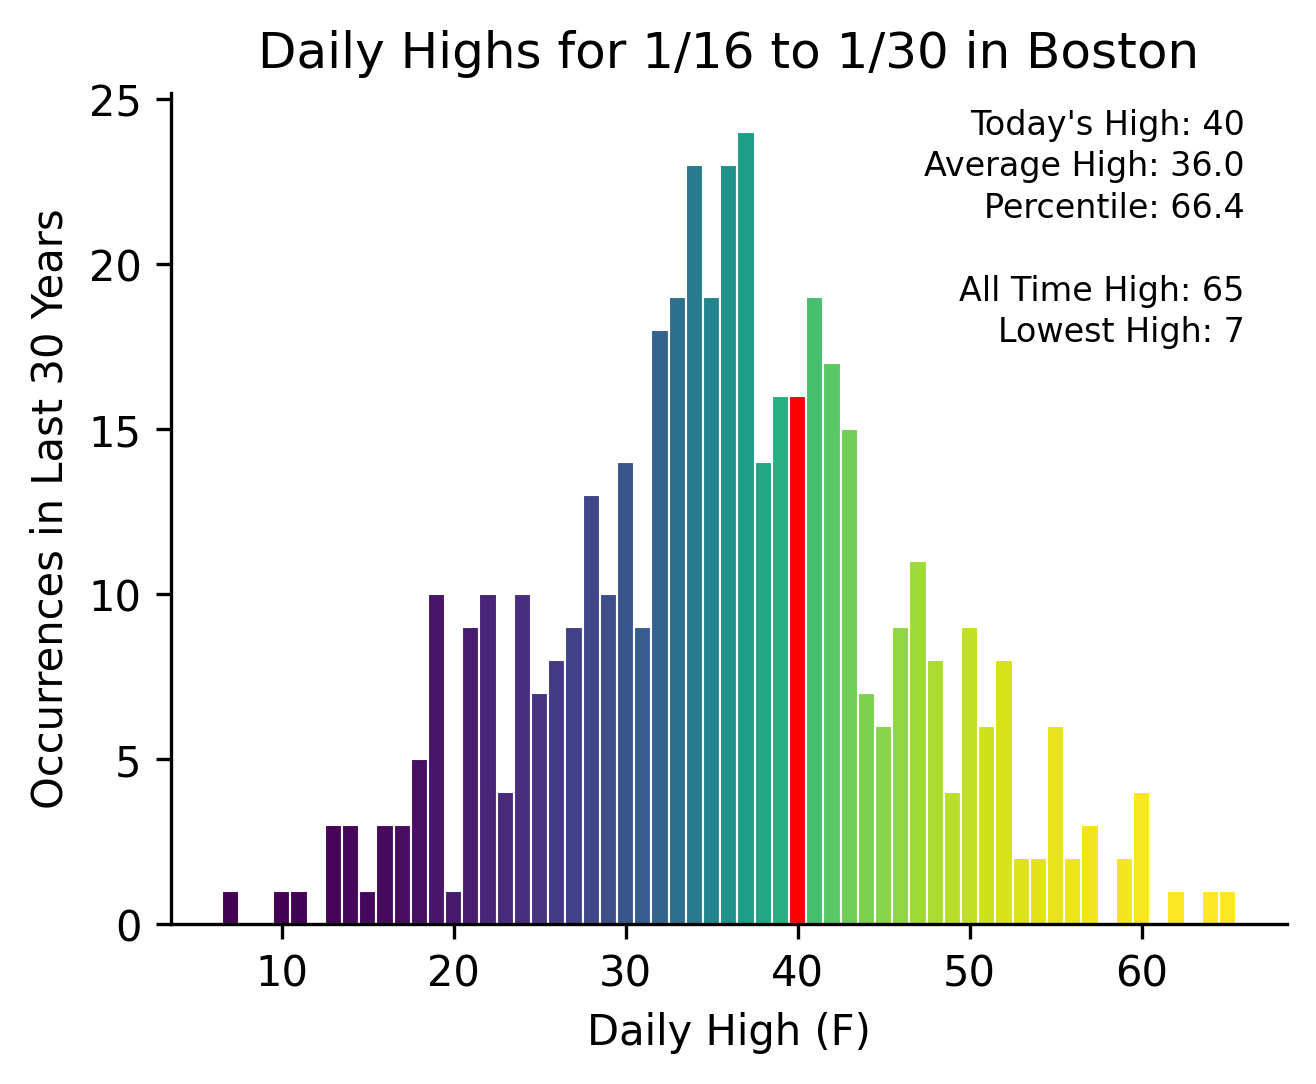 Daily Highs for 1/16 to 1/30 in Boston
Today's High: 40
Average High: 36.0
Percentile: 66.4
All Time High: 65
Lowest High: 7
Occurrences in Last 30 Years
25
20
15
10
5
0
10 20 30 40 50 60
Daily High (F)